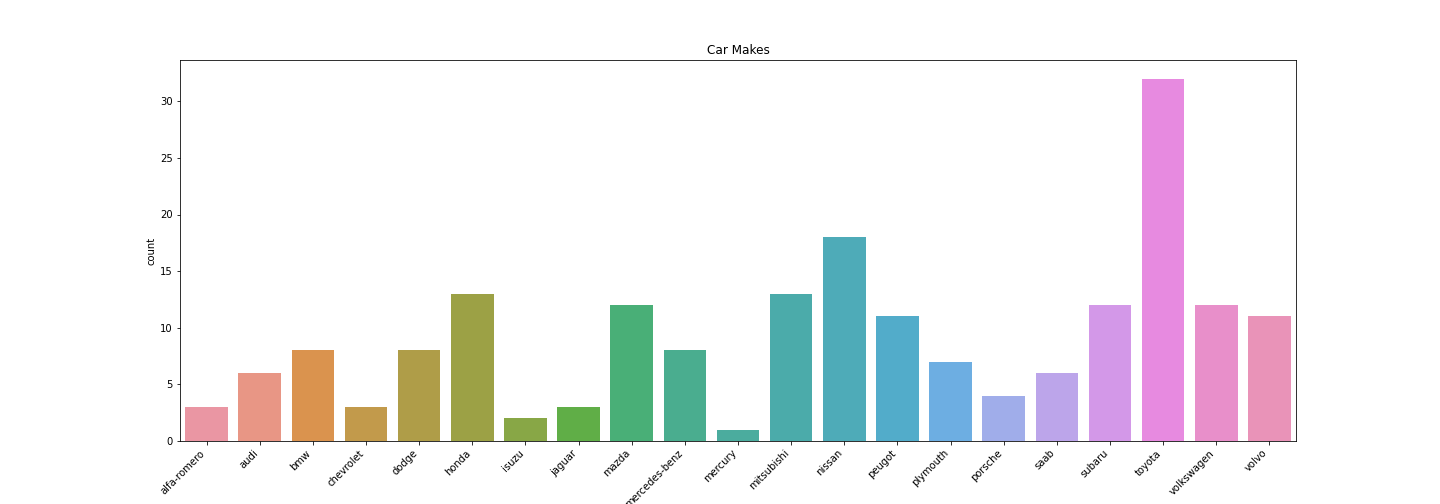 Car Makes
30
25
20
15
10
5
0
count
alfa-romero
audi
bmw
chevrolet
dodge
honda
isuzu
jaguar
mazda
mercedes-benz
mercury
mitsubishi
nissan
peugot
plymouth
porsche
saab
subaru
toyota
volkswagen
volvo